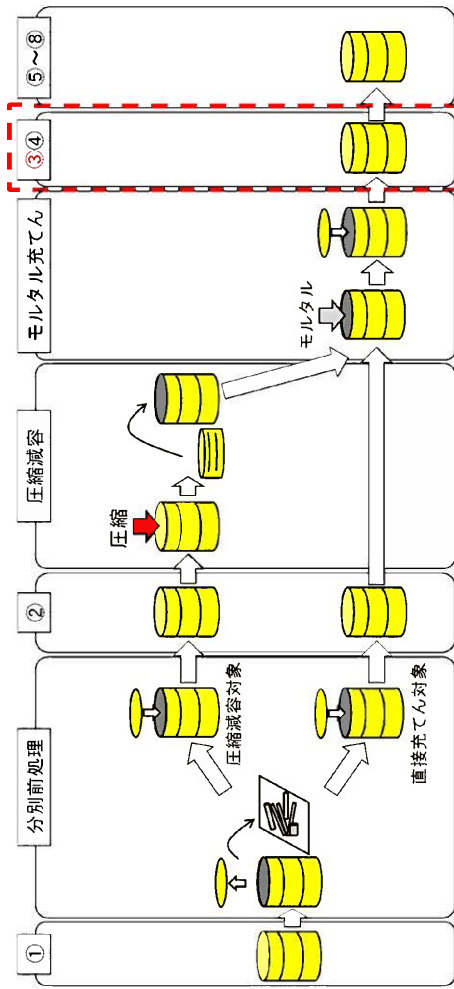 ①
分別前処理
②
圧縮減容
モルタル充てん
③④
⑤～⑧
圧縮
モルタル
圧縮減容対象
直接充てん対象